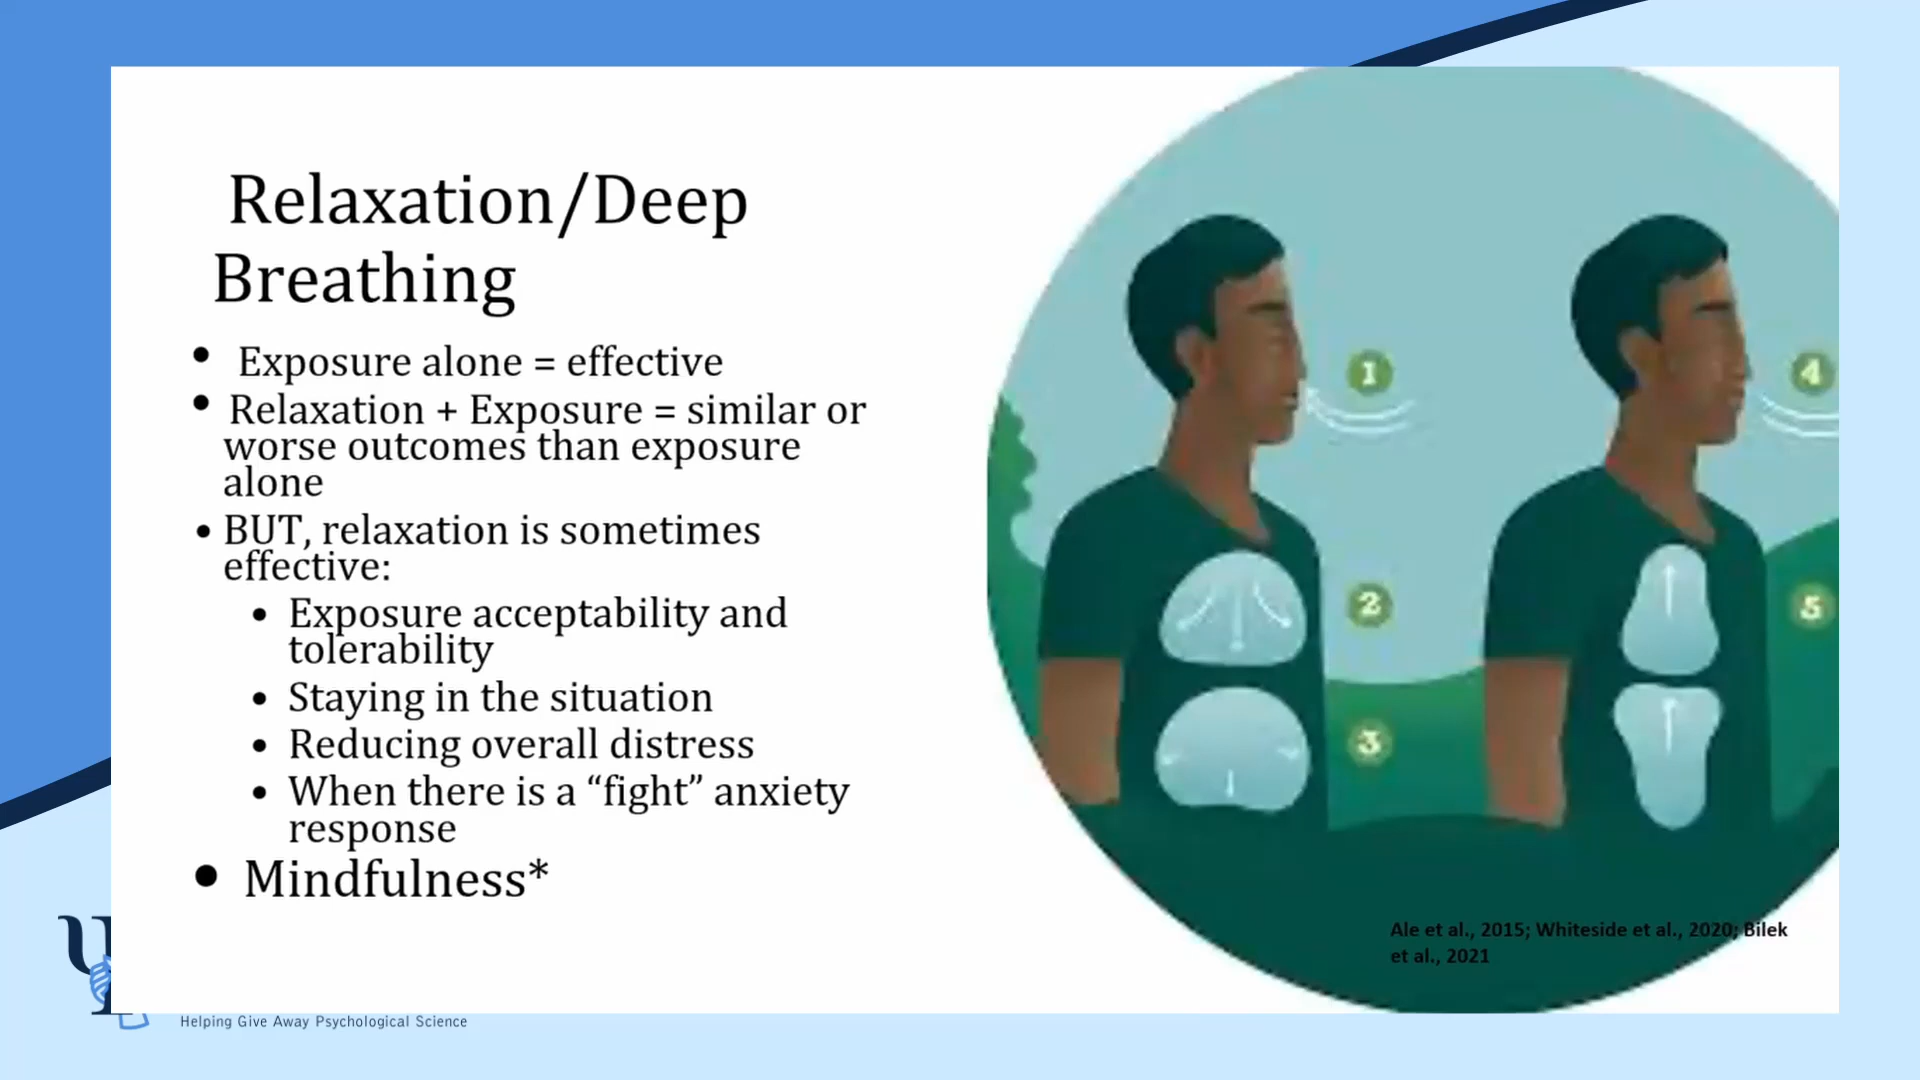 Relaxation/Deep
Breathing
• Exposure alone = effective
• Relaxation + Exposure = similar or
worse outcomes than exposure
alone
• BUT, relaxation is sometimes
effective:
• Exposure acceptability and
tolerability
• Staying in the situation
• Reducing overall distress
• When there is a “fight” anxiety
response
• Mindfulness*
1
2
3
4
5
Ale et al., 2015; Whiteside et al., 2020; Bilek
et al., 2021
Helping Give Away Psychological Science